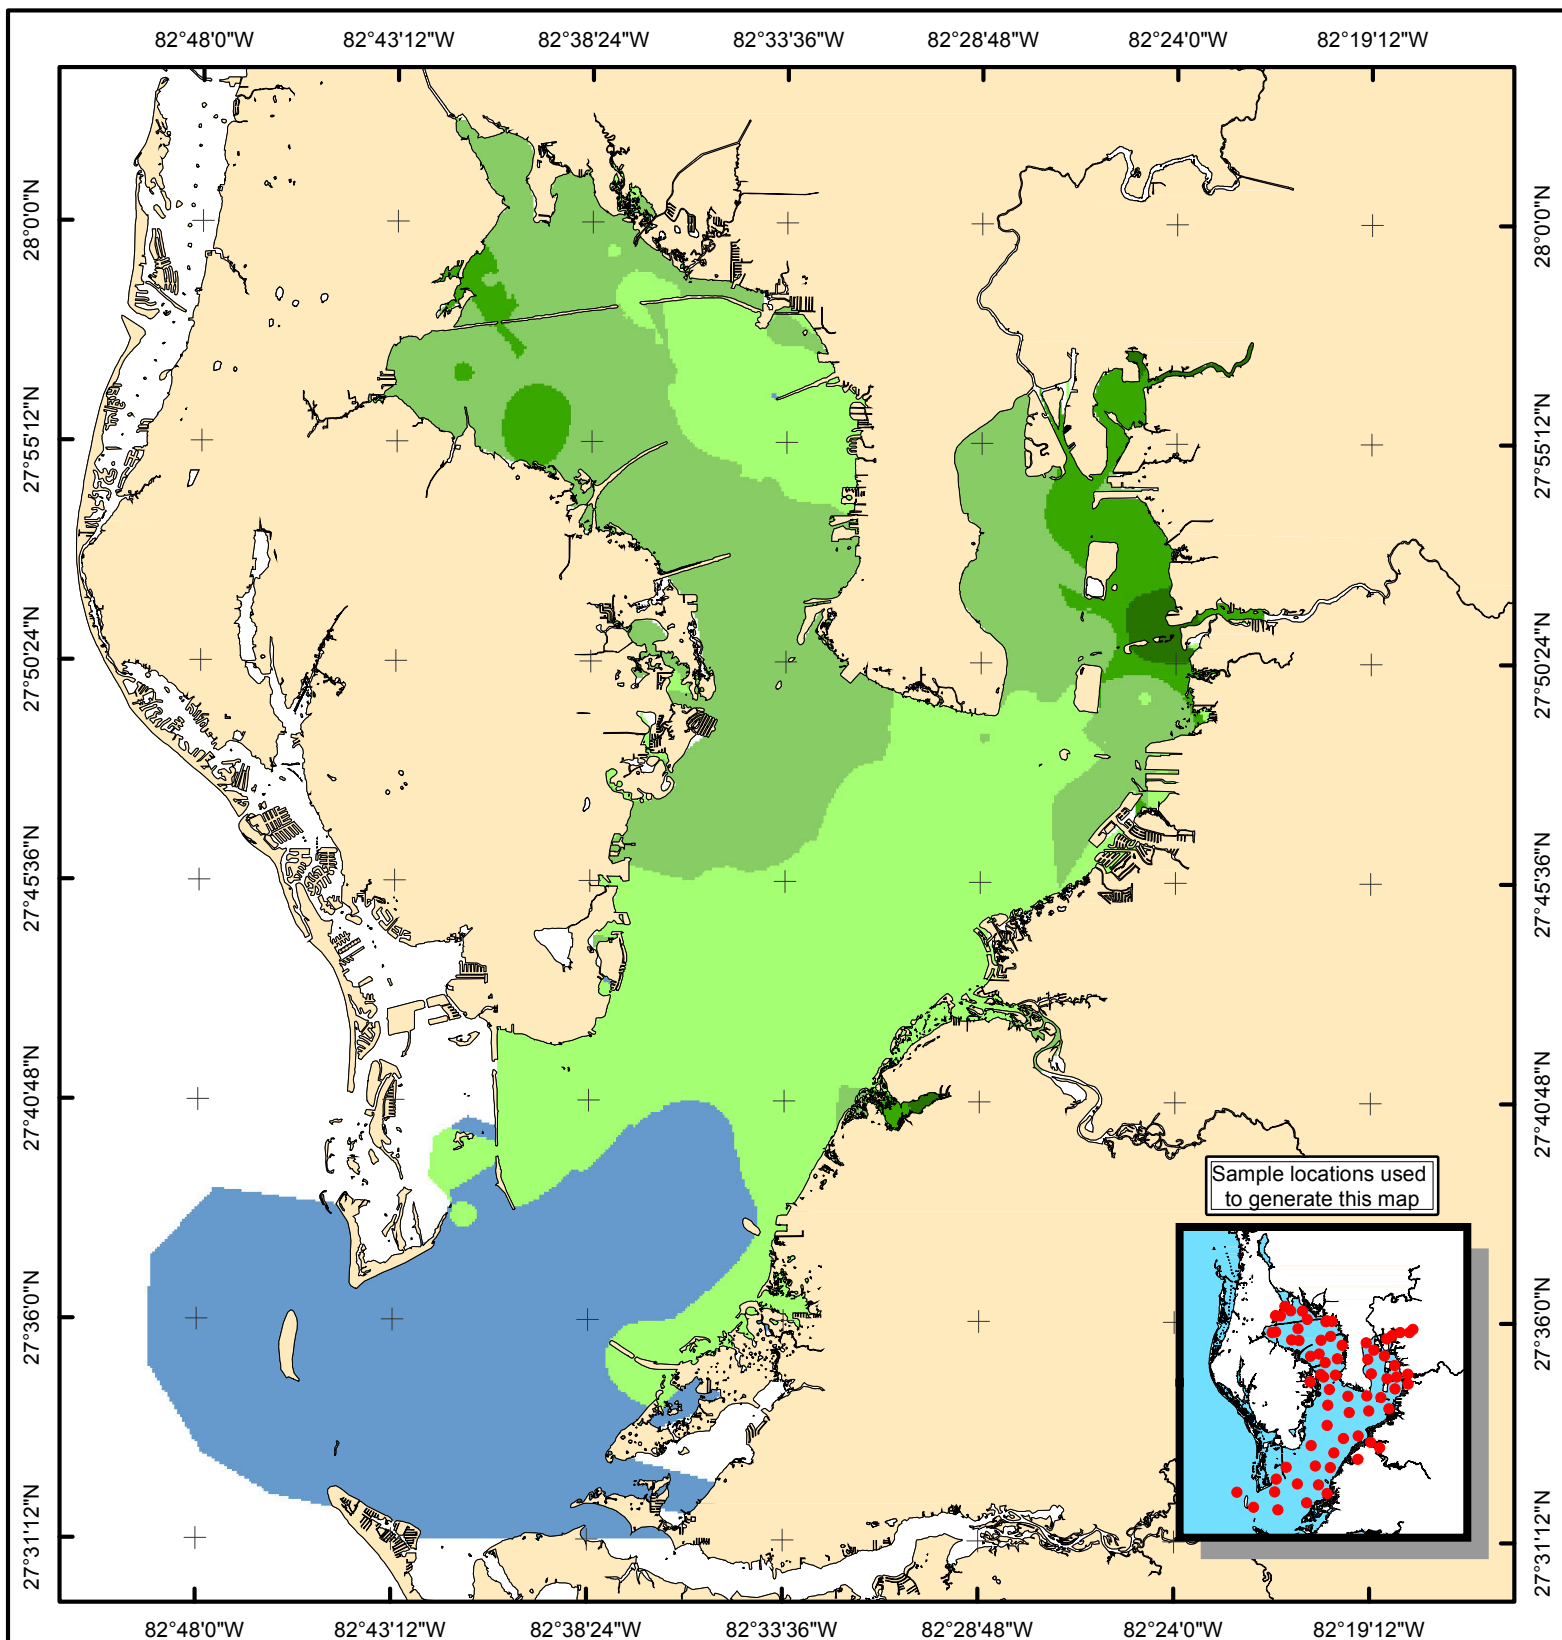 82°48'0"W 82°43'12"W 82°38'24"W 82°33'36"W 82°28'48"W 82°24'0"W 82°19'12"W
28°0'0"N 28°0'0"N
27°55'12"N 27°55'12"N
27°50'24"N 27°50'24"N
27°45'36"N 27°45'36"N
27°40'48"N 27°40'48"N
Sample locations used
to generate this map
27°36'0"N 27°36'0"N
27°31'12"N 27°31'12"N
82°48'0"W 82°43'12"W 82°38'24"W 82°33'36"W 82°28'48"W 82°24'0"W 82°19'12"W